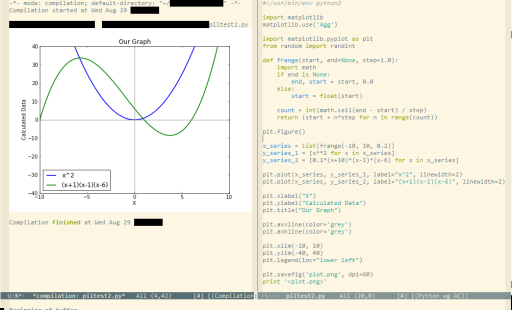 -*- mode: compilation; default-directory: "~/ " -*-
Compilation started at Wed Aug 29
piltest2.py
Our Graph
Calculated Data
40
30
20
10
0
−10
−20
−30
−40
x^2
(x+1)(x-1)(x-6)
−10
−5
0
5
10
X
Compilation finished at Wed Aug 29
U:%*- *compilation: piltest2.py* All (4,42) [#] [(Compilation
#!/usr/bin/env python2
import matplotlib
matplotlib.use('Agg')
import matplotlib.pyplot as plt
from random import randint
def frange(start, end=None, step=1.0):
import math
if end is None:
end, start = start, 0.0
else:
start = float(start)
count = int(math.ceil(end - start) / step)
return (start + n*step for n in range(count))
plt.figure()
x_series = list(frange(-10, 10, 0.2))
y_series_1 = [x**2 for x in x_series]
y_series_2 = [0.1*(x+10)*(x-1)*(x-6) for x in x_series]
plt.plot(x_series, y_series_1, label="x^2", linewidth=2)
plt.plot(x_series, y_series_2, label="(x+1)(x-1)(x-6)", linewidth=2)
plt.xlabel("X")
plt.ylabel("Calculated Data")
plt.title("Our Graph")
plt.axvline(color='grey')
plt.axhline(color='grey')
plt.xlim(-10, 10)
plt.ylim(-40, 40)
plt.legend(loc="lower left")
plt.savefig('plot.png', dpi=60)
print '<plot.png>'
piltest2.py All (20,0) [#] [(Python wg AC)]